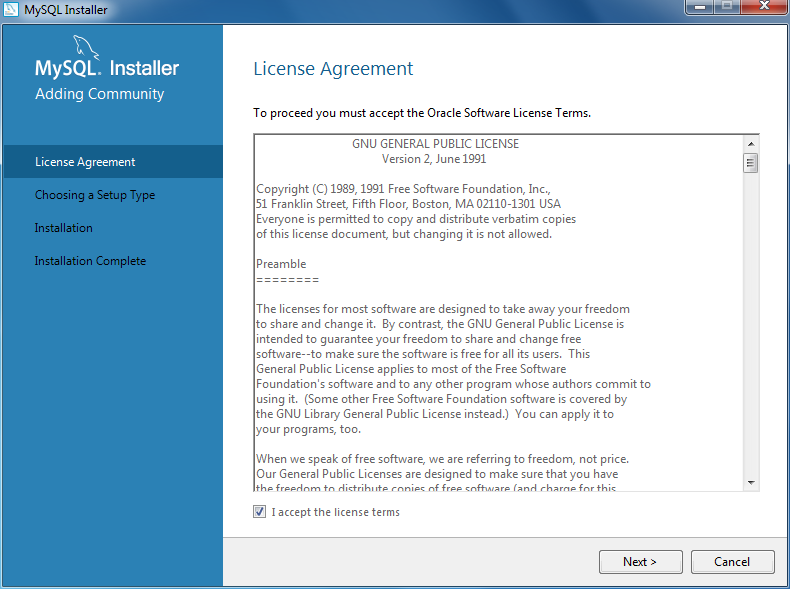 MySQL Installer
MySQL. Installer
Adding Community
License Agreement
Choosing a Setup Type
Installation
Installation Complete
License Agreement
To proceed you must accept the Oracle Software License Terms.
GNU GENERAL PUBLIC LICENSE
Version 2, June 1991
Copyright (C) 1989, 1991 Free Software Foundation, Inc.,
51 Franklin Street, Fifth Floor, Boston, MA 02110-1301 USA
Everyone is permitted to copy and distribute verbatim copies
of this license document, but changing it is not allowed.
Preamble
========
The licenses for most software are designed to take away your freedom
to share and change it.  By contrast, the GNU General Public License is
intended to guarantee your freedom to share and change free
software--to make sure the software is free for all its users.  This
General Public License applies to most of the Free Software
Foundation's software and to any other program whose authors commit to
using it.  (Some other Free Software Foundation software is covered by
the GNU Library General Public License instead.)  You can apply it to
your programs, too.
When we speak of free software, we are referring to freedom, not price.
Our General Public Licenses are designed to make sure that you have
the freedom to distribute copies of free software (and charge for this
I accept the license terms
Next >
Cancel